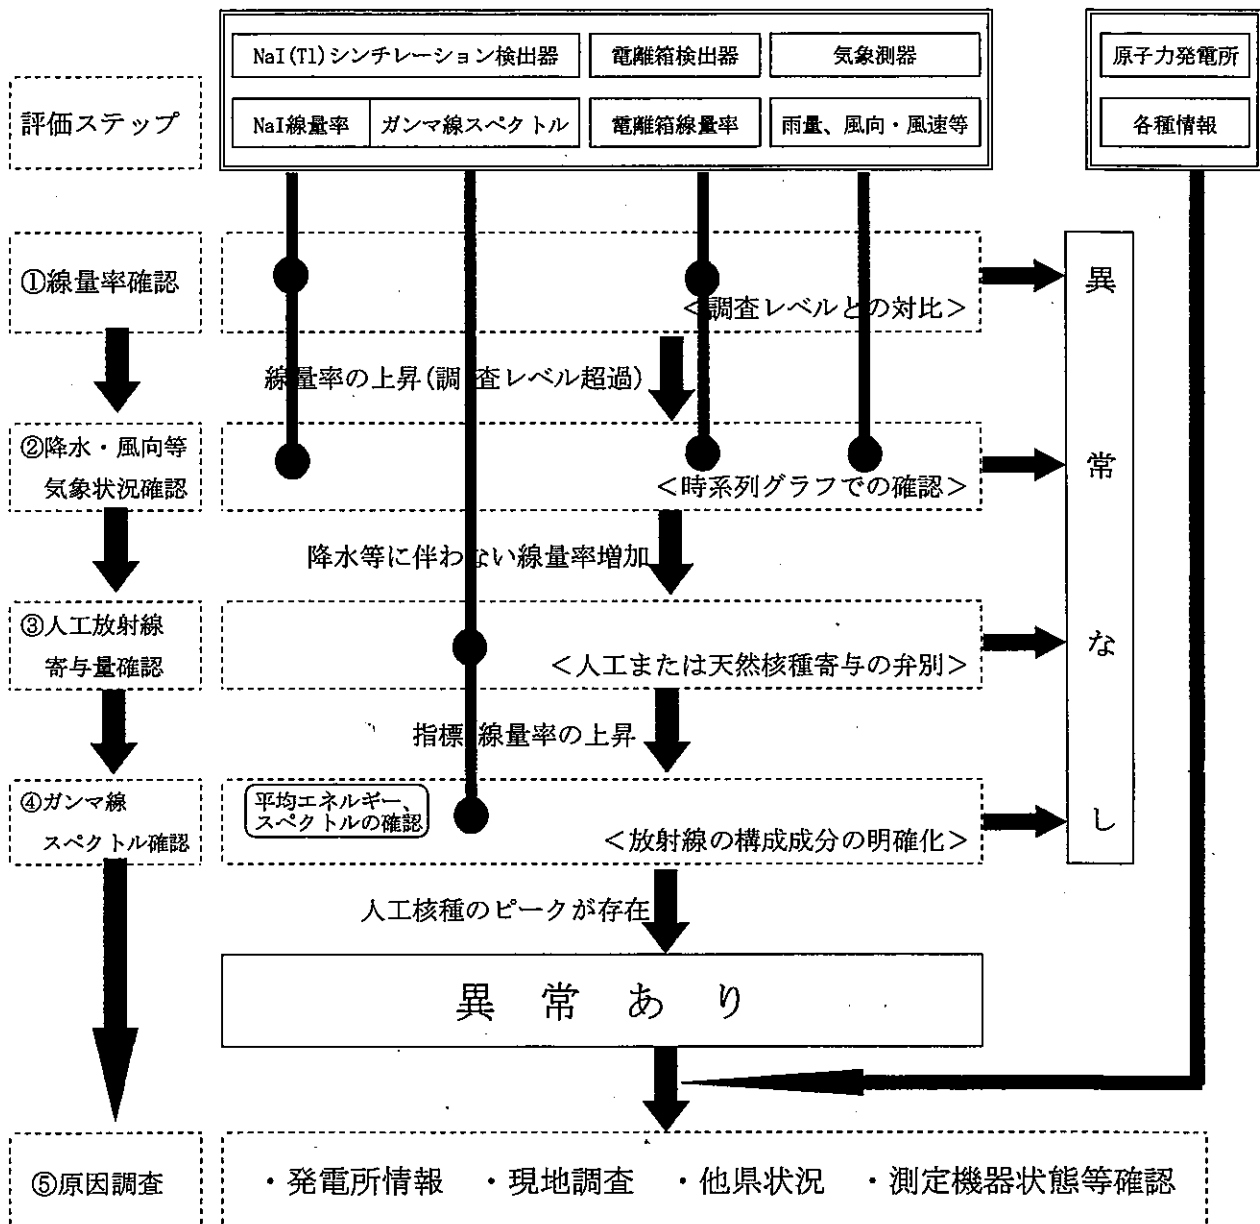 NaI(Tl)シンチレーション検出器
電離箱検出器
気象測器
原子力発電所
評価ステップ
NaI線量率
ガンマ線スペクトル
電離箱線量率
雨量、風向・風速等
各種情報
①線量率確認
<調査レベルとの対比>
線量率の上昇(調査レベル超過)
②降水・風向等
気象状況確認
<時系列グラフでの確認>
降水等に伴わない線量率増加
③人工放射線
寄与量確認
<人工または天然核種寄与の弁別>
指標線量率の上昇
④ガンマ線
スペクトル確認
平均エネルギー、
スペクトルの確認
<放射線の構成成分の明確化>
異常なし
人工核種のピークが存在
異常あり
⑤原因調査
・発電所情報 ・現地調査 ・他県状況 ・測定機器状態等確認